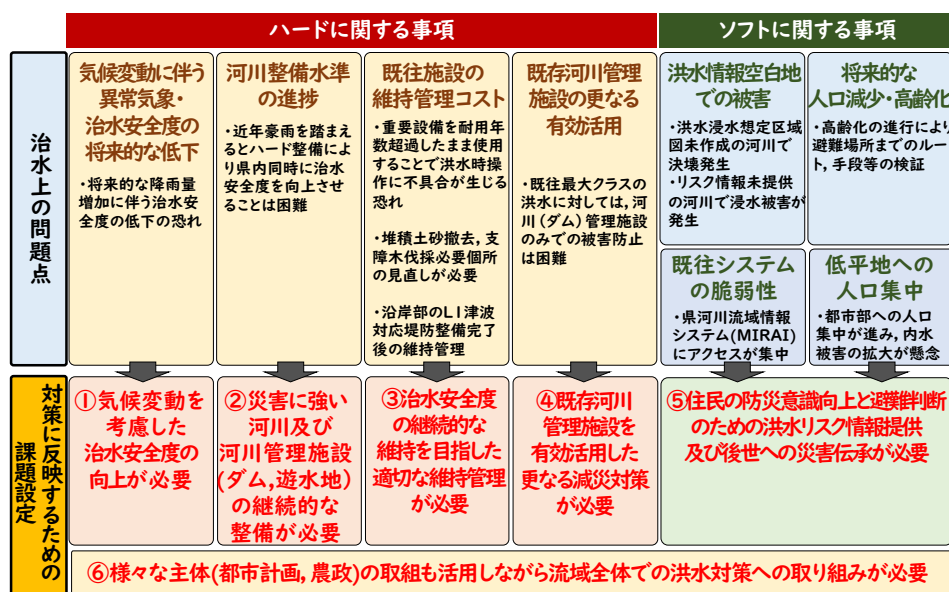 ハードに関する事項
ソフトに関する事項
治水上の問題点
気候変動に伴う
異常気象・
治水安全度の
将来的な低下
・将来的な降雨量
増加に伴う治水安
全度の低下の恐れ
河川整備水準
の進捗
・近年豪雨を踏まえ
るとハード整備によ
り県内同時に治水
安全度を向上させ
ることは困難
既往施設の
維持管理コスト
・重要設備を耐用年
数超過したまま使用
することで洪水時操
作に不具合が生じる
恐れ
・堆積土砂撤去,支
障木伐採必要個所
の見直しが必要
・沿岸部のL1津波
対応堤防整備完了
後の維持管理
既存河川管理
施設の更なる
有効活用
・既往最大クラスの
洪水に対しては,河
川(ダム)管理施設
のみでの被害防止
は困難
洪水情報空白地
での被害
・洪水浸水想定区域
図未作成の河川で
決壊発生
・リスク情報未提供
の河川で浸水被害が
発生
将来的な
人口減少・高齢化
・高齢化の進行により
避難場所までのルー
ト,手段等の検証
既往システム
の脆弱性
・県河川流域情報
システム(MIRAI)
にアクセスが集中
低平地への
人口集中
・都市部への人口
集中が進み,内水
被害の拡大が懸念
対策に反映するための
課題設定
①気候変動を
考慮した
治水安全度の
向上が必要
②災害に強い
河川及び
河川管理施設
(ダム,遊水地)
の継続的な
整備が必要
③治水安全度
の継続的な
維持を目指した
適切な維持管理
が必要
④既存河川
管理施設を
有効活用した
更なる減災対策
が必要
⑤住民の防災意識向上と避難判断
のための洪水リスク情報提供
及び後世への災害伝承が必要
⑥様々な主体(都市計画,農政)の取組も活用しながら流域全体での洪水対策への取り組みが必要